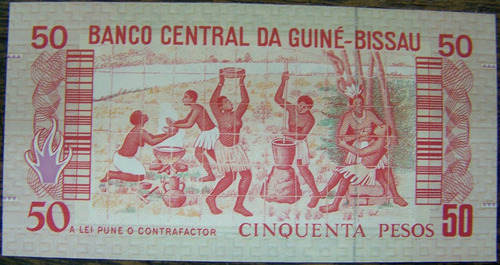 50 BANCO CENTRAL DA GUINÉ-BISSAU 50
50 A LEI PUNE O CONTRAFACTOR CINQUENTA PESOS 50